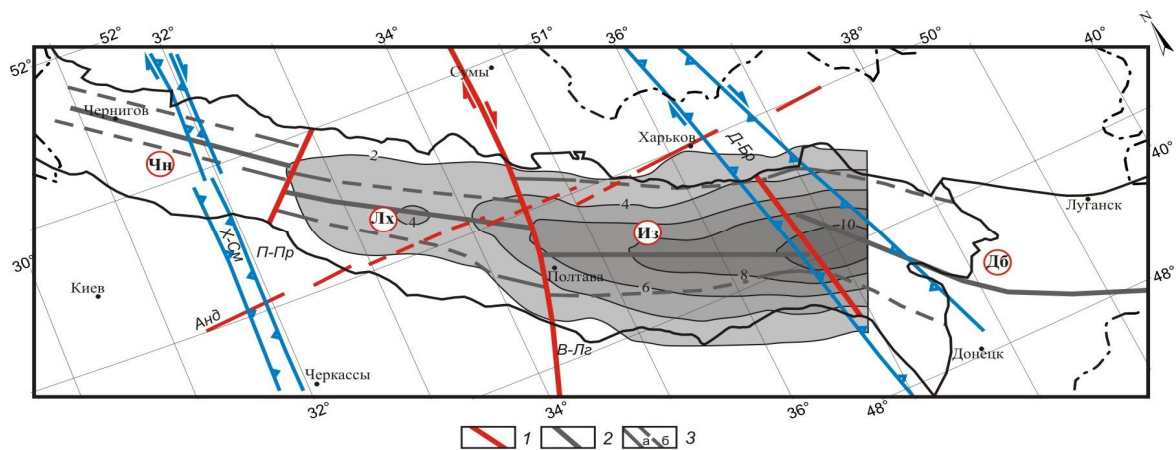 52° 32° 34° 51° 36° 38° 50° 40°
N
52°
Сумы
Чернигов
Харьков
Д-Бр
40°
Чн
2
4
Луганск
Лх
4
Из
10
Х-См
П-Пр
Дб
30°
Полтава
8
48°
Киев
6
Анд
В-Лг
Донецк
Черкассы
32° 34° 36° 48° 38°
1 2 а б 3